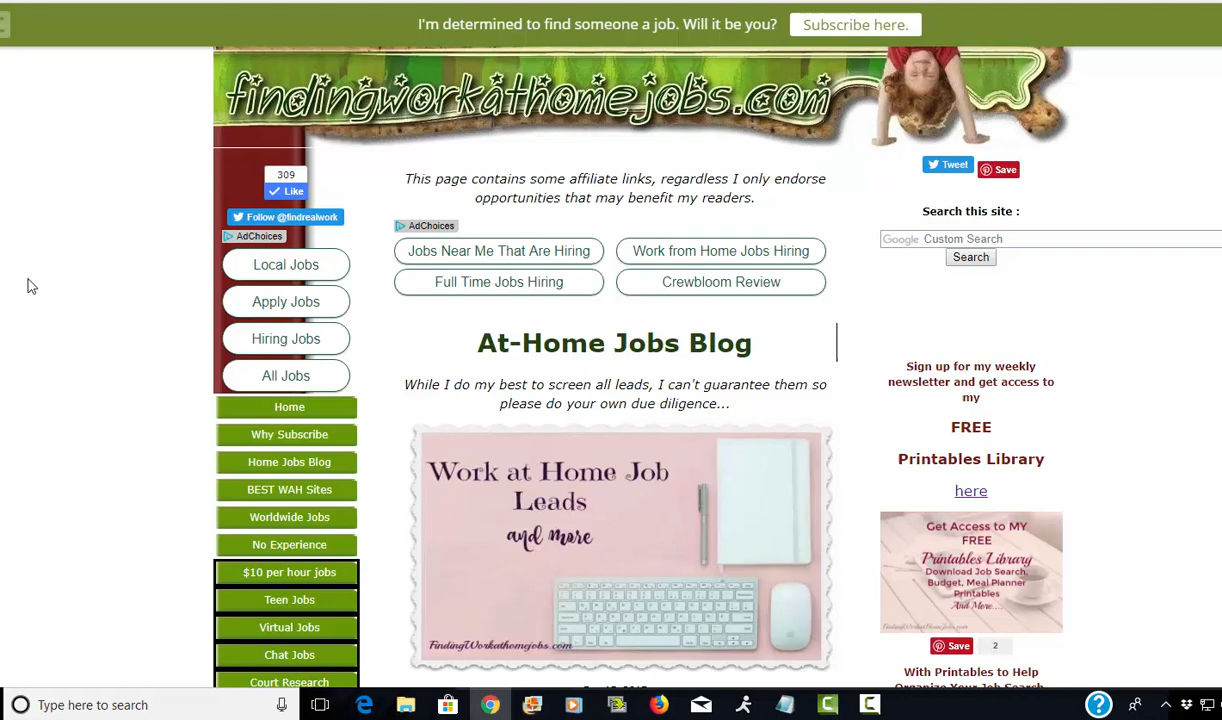 I'm determined to find someone a job. Will it be you?
Subscribe here.
findingworkathomejobs.com
309
Like
Follow @findrealwork
AdChoices
Local Jobs
Apply Jobs
Hiring Jobs
All Jobs
Home
Why Subscribe
Home Jobs Blog
BEST WAH Sites
Worldwide Jobs
No Experience
$10 per hour jobs
Teen Jobs
Virtual Jobs
Chat Jobs
Court Research
This page contains some affiliate links, regardless I only endorse
opportunities that may benefit my readers.
AdChoices
Jobs Near Me That Are Hiring
Work from Home Jobs Hiring
Full Time Jobs Hiring
Crewbloom Review
At-Home Jobs Blog
While I do my best to screen all leads, I can't guarantee them so
please do your own due diligence...
Work at Home Job
Leads
and more
FindingWorkathomejobs.com
Tweet
Save
Search this site :
Google Custom Search
Search
Sign up for my weekly
newsletter and get access to
my
FREE
Printables Library
here
Get Access to MY
FREE
Printables Library
Download Job Search,
Budget, Meal Planner
Printables
And More....
FindingWorkathomejobs.com
Save
2
With Printables to Help
Organize Your Job Search
Type here to search